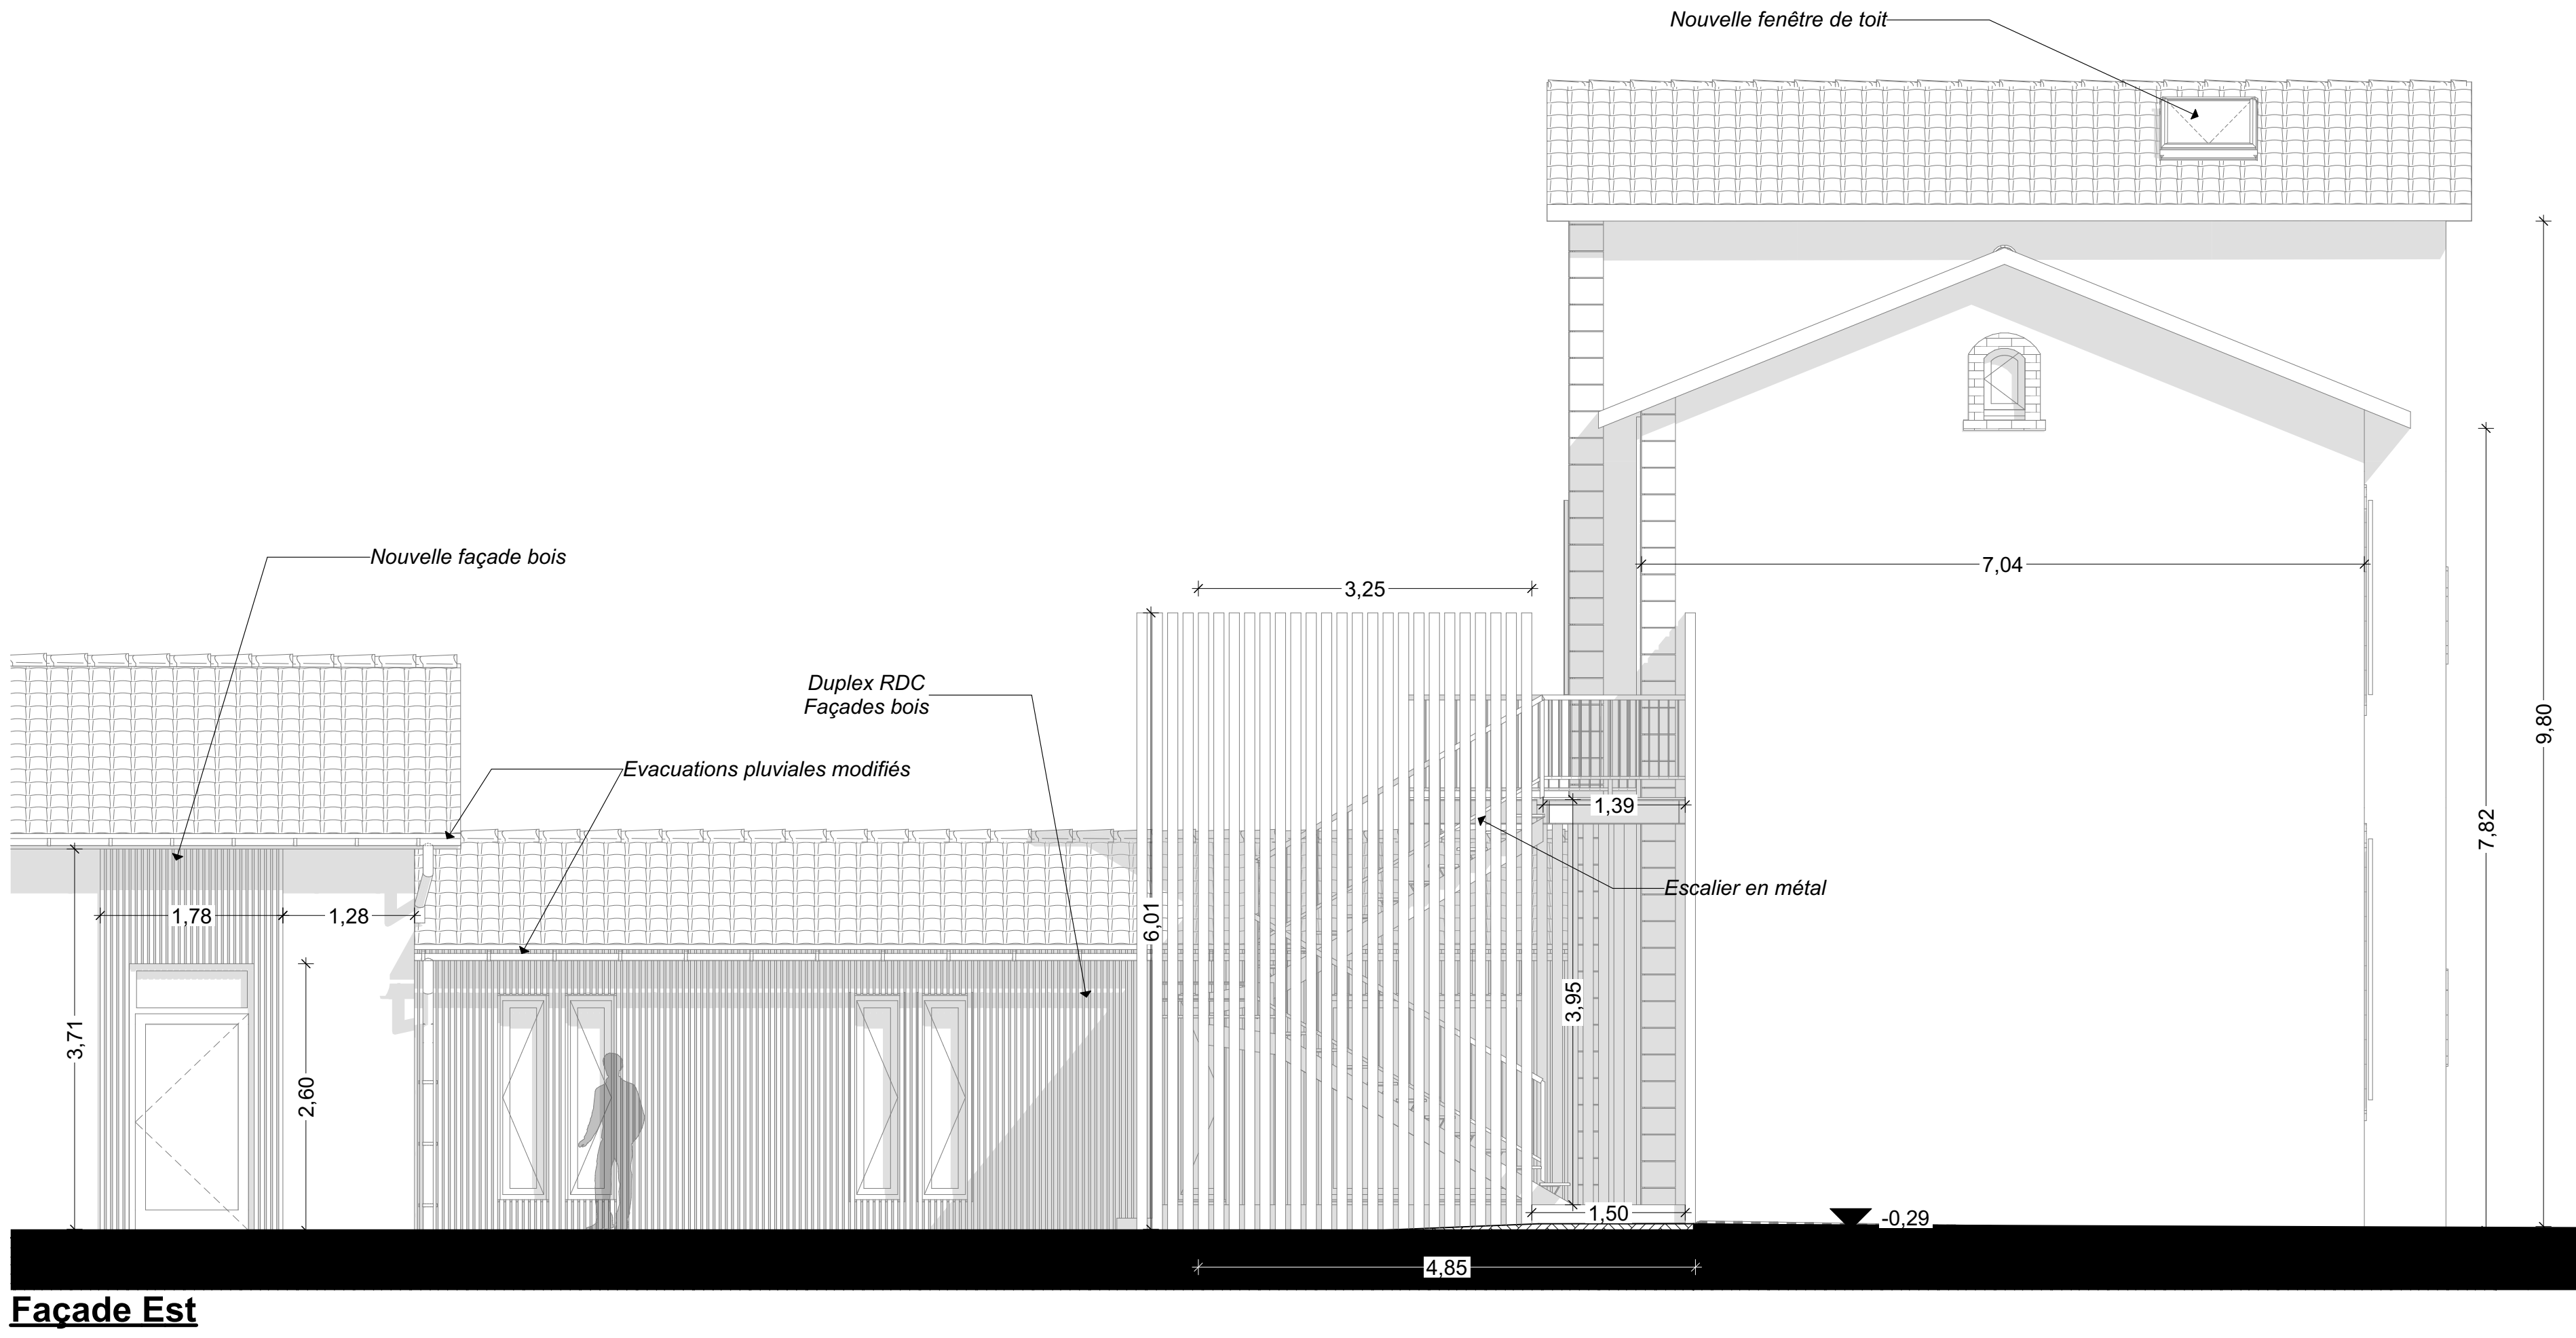 Nouvelle fenêtre de toit
Nouvelle façade bois
3,25
7,04
Duplex RDC
Façades bois
9,80
Evacuations pluviales modifiés
1,39
7,82
Escalier en métal
1,78
1,28
6,01
3,95
3,71
2,60
1,50
-0,29
4,85
Façade Est